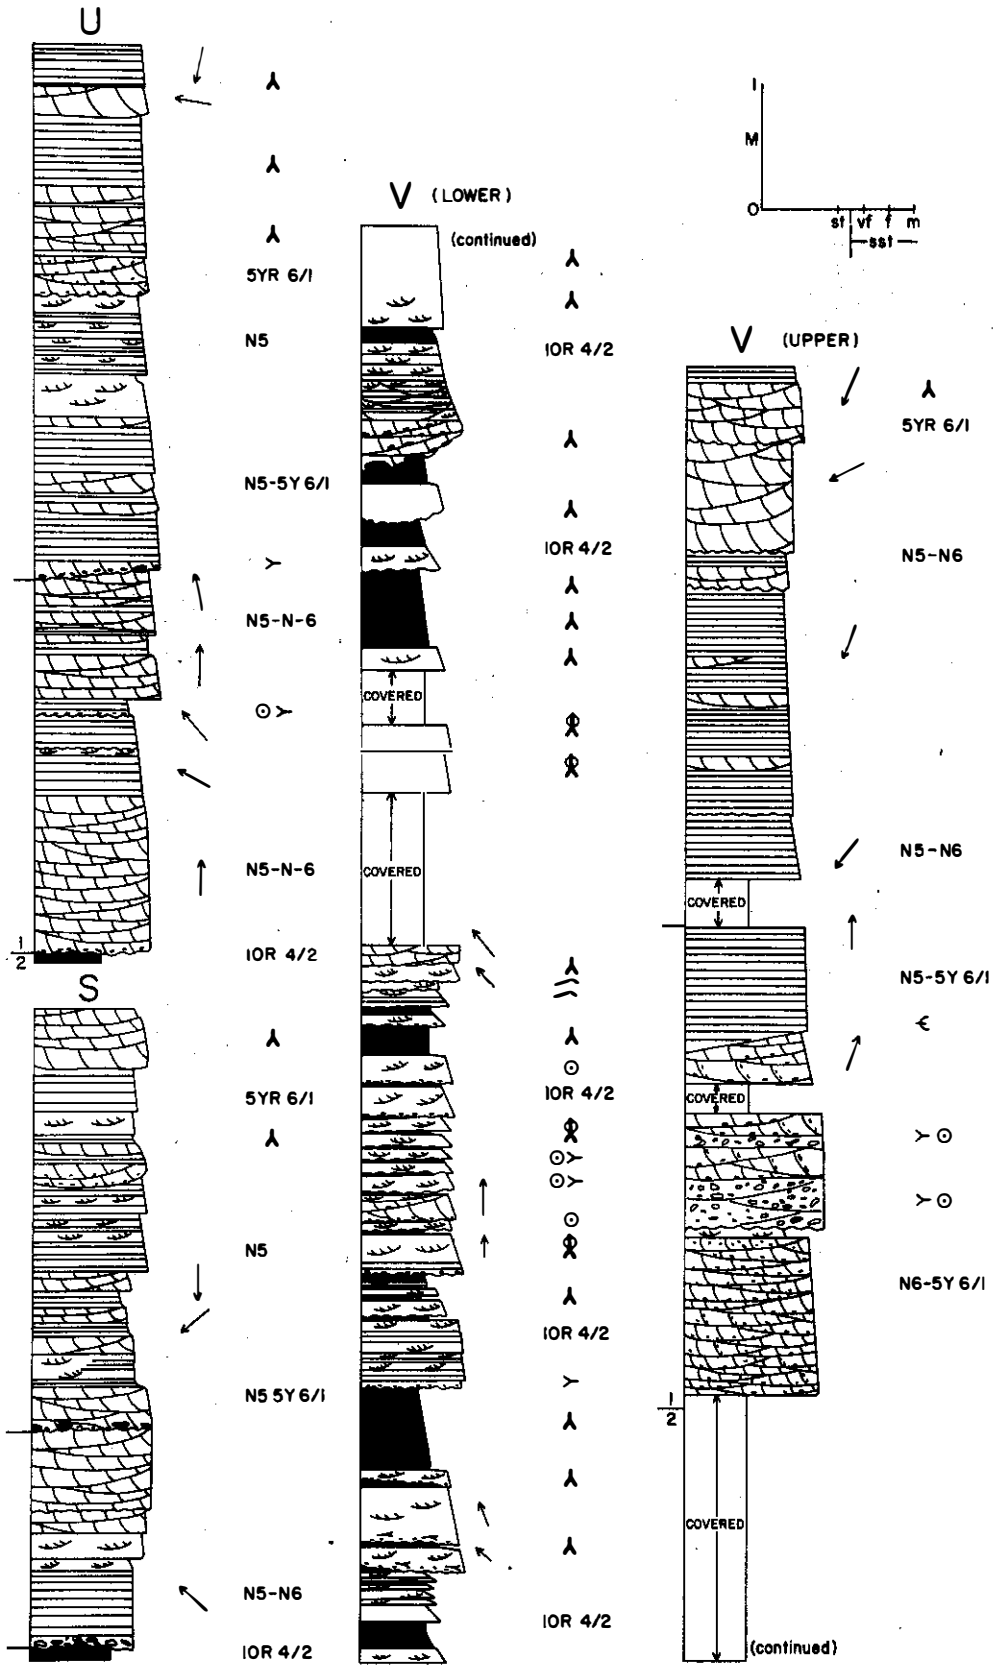 U
5YR 6/1
N5
N5-5Y 6/1
N5-N-6
N5-N-6
1
2
10R 4/2
S
5YR 6/1
N5
N5 5Y 6/1
N5-N6
10R 4/2
V (LOWER)
(continued)
10R 4/2
10R 4/2
COVERED
COVERED
10R 4/2
10R 4/2
10R 4/2
1
M
0
st vf f m
sst
V (UPPER)
5YR 6/1
N5-N6
N5-N6
COVERED
N5-5Y 6/1
COVERED
N6-5Y 6/1
1
2
COVERED
(continued)